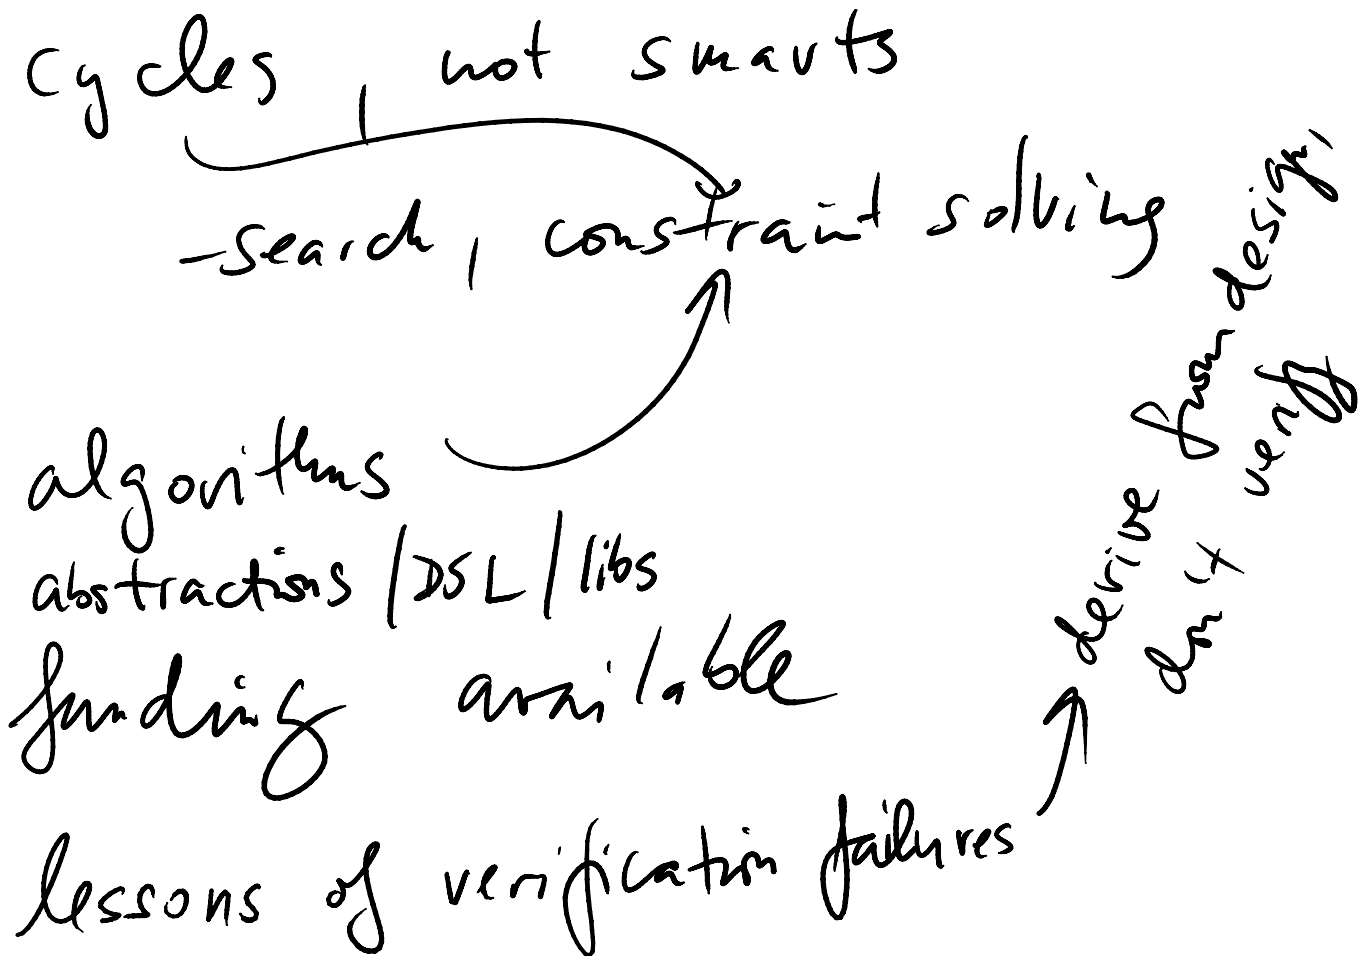 cycles, not smarts
- search, constraint solving
algorithms
abstractions / DSL / libs
funding available
lessons of verification failures
derive from design,
don't verify